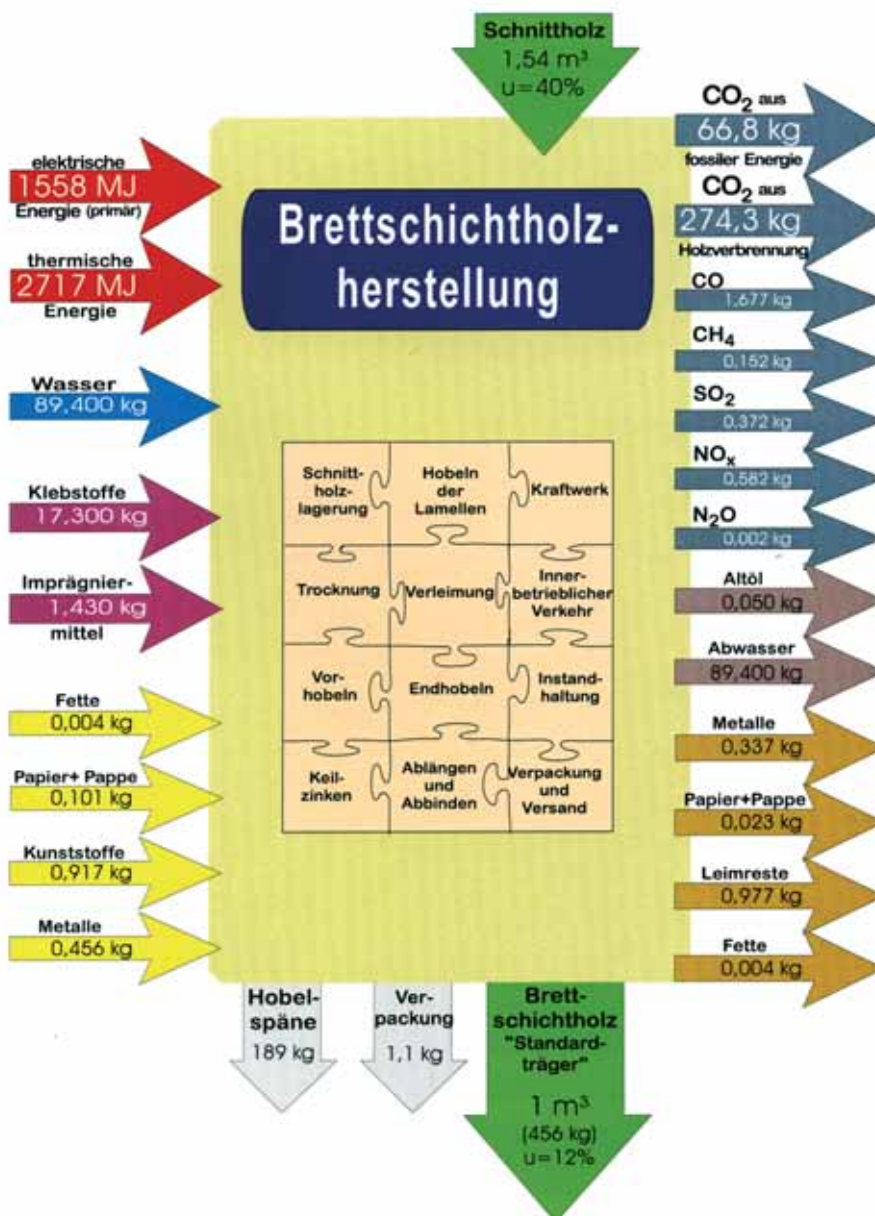 Schnittholz
1,54 m³
u=40%
elektrische
1558 MJ
Energie (primär)
thermische
2717 MJ
Energie
Wasser
89,400 kg
Klebstoffe
17,300 kg
Imprägnier-
1,430 kg
mittel
Fette
0,004 kg
Papier+ Pappe
0,101 kg
Kunststoffe
0,917 kg
Metalle
0,456 kg
Brettschichtholz-
herstellung
Schnitt-
holz-
lagerung
Hobeln
der
Lamellen
Kraftwerk
Trocknung
Verleimung
Inner-
betrieblicher
Verkehr
Vor-
hobeln
Endhobeln
Instand-
haltung
Keil-
zinken
Ablängen
und
Abbinden
Verpackung
und
Versand
CO₂ aus
66,8 kg
fossiler Energie
CO₂ aus
274,3 kg
Holzverbrennung
CO
1,677 kg
CH₄
0,152 kg
SO₂
0,372 kg
NOₓ
0,582 kg
N₂O
0,002 kg
Altöl
0,050 kg
Abwasser
89,400 kg
Metalle
0,337 kg
Papier+Pappe
0,023 kg
Leimreste
0,977 kg
Fette
0,004 kg
Hobel-
späne
189 kg
Ver-
packung
1,1 kg
Brett-
schichtholz
"Standard-
träger"
1 m³
(456 kg)
u=12%